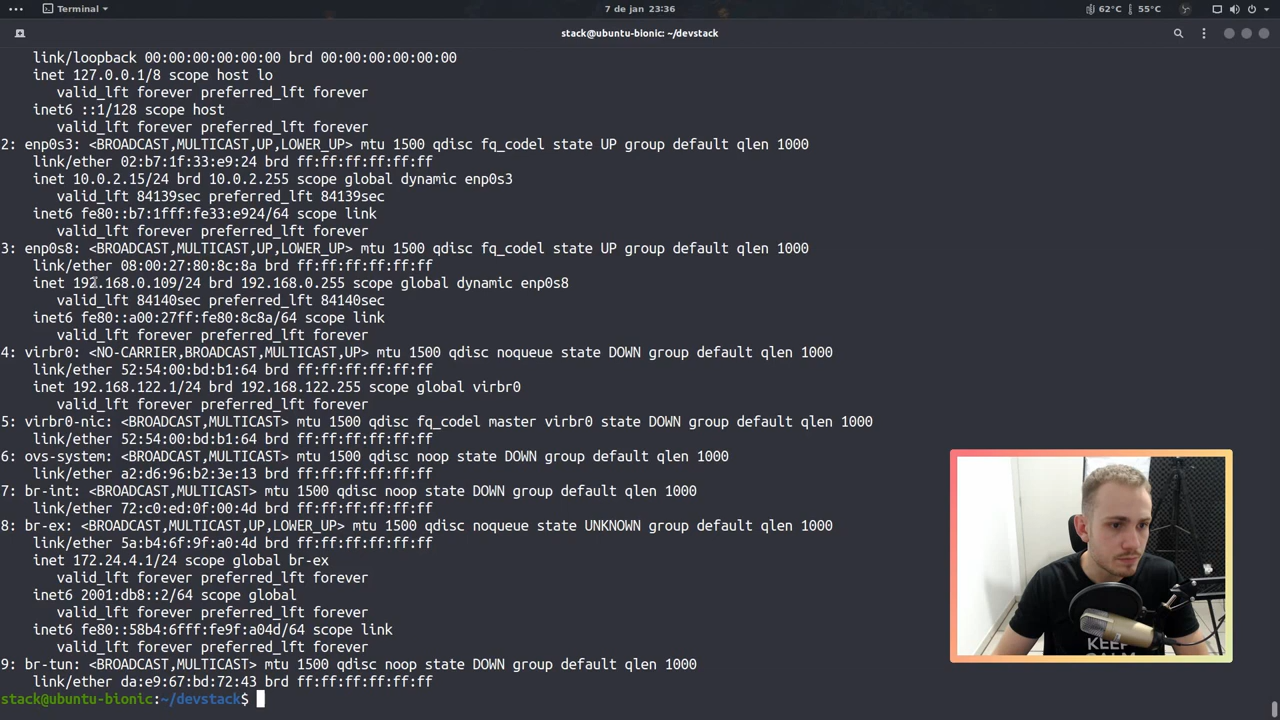 Terminal
7 de jan 23:36
62°C 55°C
stack@ubuntu-bionic: ~/devstack
link/loopback 00:00:00:00:00:00 brd 00:00:00:00:00:00
inet 127.0.0.1/8 scope host lo
valid_lft forever preferred_lft forever
inet6 ::1/128 scope host
valid_lft forever preferred_lft forever
2: enp0s3: <BROADCAST,MULTICAST,UP,LOWER_UP> mtu 1500 qdisc fq_codel state UP group default qlen 1000
link/ether 02:b7:1f:33:e9:24 brd ff:ff:ff:ff:ff:ff
inet 10.0.2.15/24 brd 10.0.2.255 scope global dynamic enp0s3
valid_lft 84139sec preferred_lft 84139sec
inet6 fe80::b7:1fff:fe33:e924/64 scope link
valid_lft forever preferred_lft forever
3: enp0s8: <BROADCAST,MULTICAST,UP,LOWER_UP> mtu 1500 qdisc fq_codel state UP group default qlen 1000
link/ether 08:00:27:80:8c:8a brd ff:ff:ff:ff:ff:ff
inet 192.168.0.109/24 brd 192.168.0.255 scope global dynamic enp0s8
valid_lft 84140sec preferred_lft 84140sec
inet6 fe80::a00:27ff:fe80:8c8a/64 scope link
valid_lft forever preferred_lft forever
4: virbr0: <NO-CARRIER,BROADCAST,MULTICAST,UP> mtu 1500 qdisc noqueue state DOWN group default qlen 1000
link/ether 52:54:00:bd:b1:64 brd ff:ff:ff:ff:ff:ff
inet 192.168.122.1/24 brd 192.168.122.255 scope global virbr0
valid_lft forever preferred_lft forever
5: virbr0-nic: <BROADCAST,MULTICAST> mtu 1500 qdisc fq_codel master virbr0 state DOWN group default qlen 1000
link/ether 52:54:00:bd:b1:64 brd ff:ff:ff:ff:ff:ff
6: ovs-system: <BROADCAST,MULTICAST> mtu 1500 qdisc noop state DOWN group default qlen 1000
link/ether a2:d6:96:b2:3e:13 brd ff:ff:ff:ff:ff:ff
7: br-int: <BROADCAST,MULTICAST> mtu 1500 qdisc noop state DOWN group default qlen 1000
link/ether 72:c0:ed:0f:00:4d brd ff:ff:ff:ff:ff:ff
8: br-ex: <BROADCAST,MULTICAST,UP,LOWER_UP> mtu 1500 qdisc noqueue state UNKNOWN group default qlen 1000
link/ether 5a:b4:6f:9f:a0:4d brd ff:ff:ff:ff:ff:ff
inet 172.24.4.1/24 scope global br-ex
valid_lft forever preferred_lft forever
inet6 2001:db8::2/64 scope global
valid_lft forever preferred_lft forever
inet6 fe80::58b4:6fff:fe9f:a04d/64 scope link
valid_lft forever preferred_lft forever
9: br-tun: <BROADCAST,MULTICAST> mtu 1500 qdisc noop state DOWN group default qlen 1000
link/ether da:e9:67:bd:72:43 brd ff:ff:ff:ff:ff:ff
stack@ubuntu-bionic:~/devstack$
KEEP
CALM